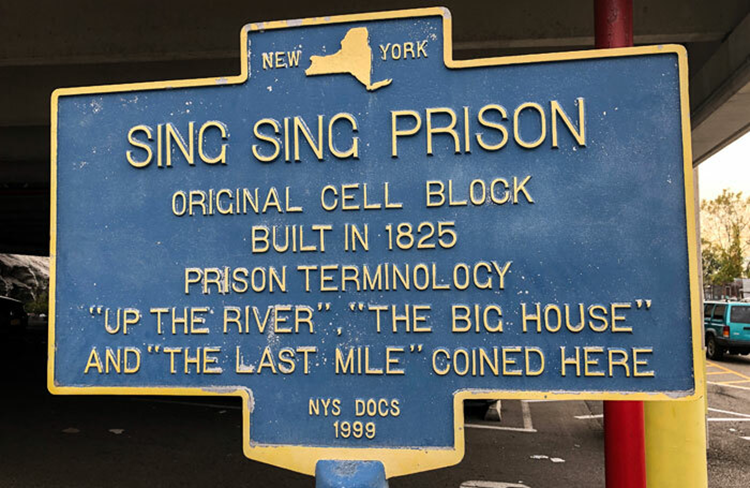 NEW YORK
SING SING PRISON
ORIGINAL CELL BLOCK
BUILT IN 1825
PRISON TERMINOLOGY
"UP THE RIVER", "THE BIG HOUSE"
AND "THE LAST MILE" COINED HERE
NYS DOCS
1999